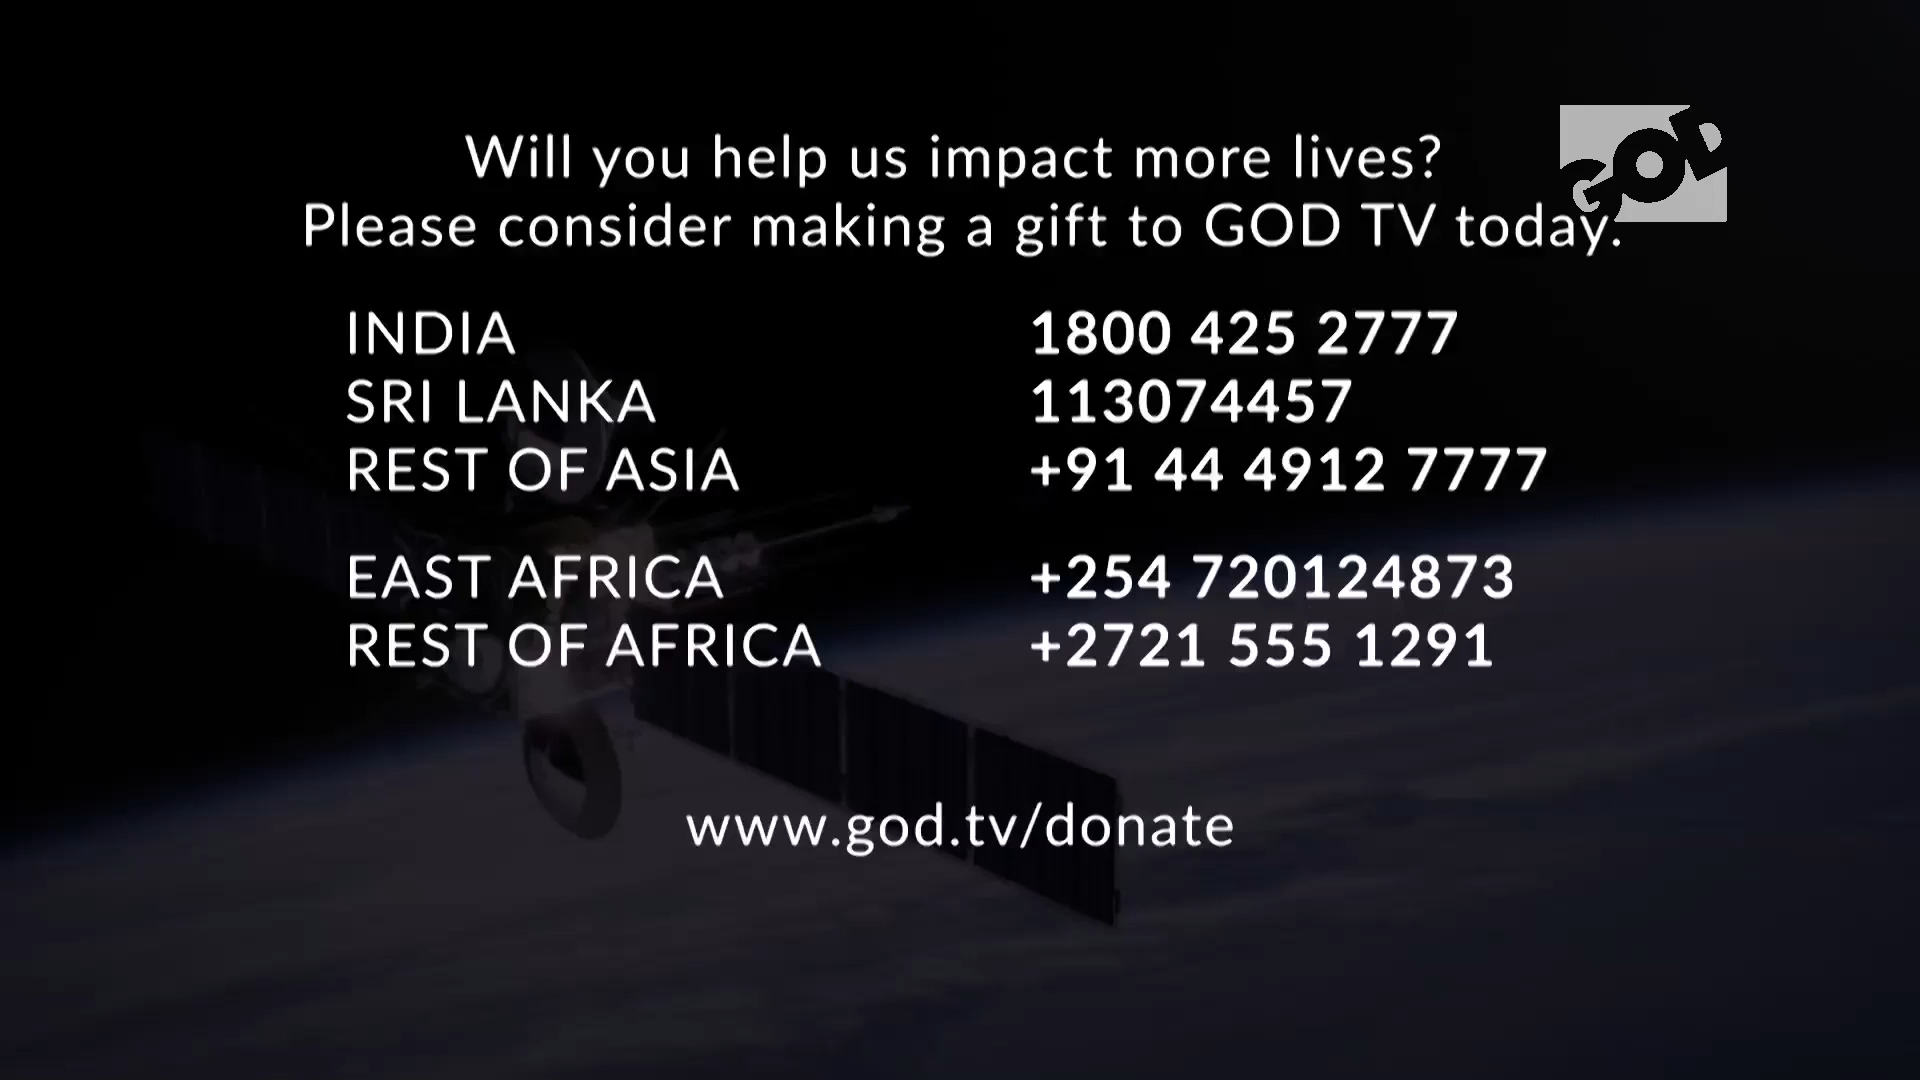 GOD
Will you help us impact more lives?
Please consider making a gift to GOD TV today.
INDIA 1800 425 2777
SRI LANKA 113074457
REST OF ASIA +91 44 4912 7777
EAST AFRICA +254 720124873
REST OF AFRICA +2721 555 1291
www.god.tv/donate